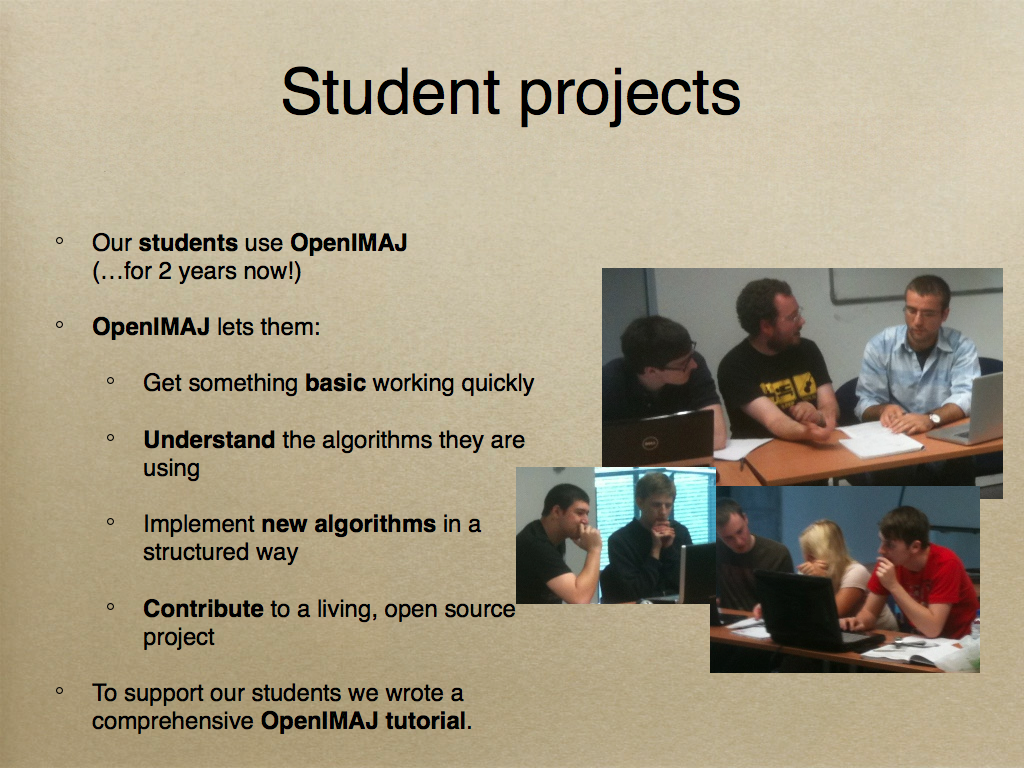 Student projects
Our students use OpenIMAJ
(…for 2 years now!)
OpenIMAJ lets them:
Get something basic working quickly
Understand the algorithms they are
using
Implement new algorithms in a
structured way
Contribute to a living, open source
project
To support our students we wrote a
comprehensive OpenIMAJ tutorial.